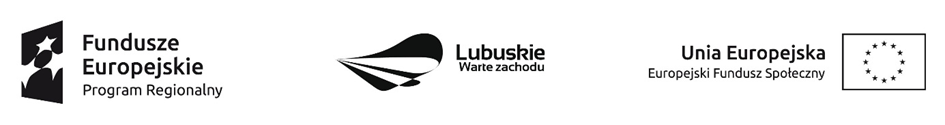 Fundusze
Europejskie
Program Regionalny
Lubuskie
Warte zachodu
Unia Europejska
Europejski Fundusz Społeczny